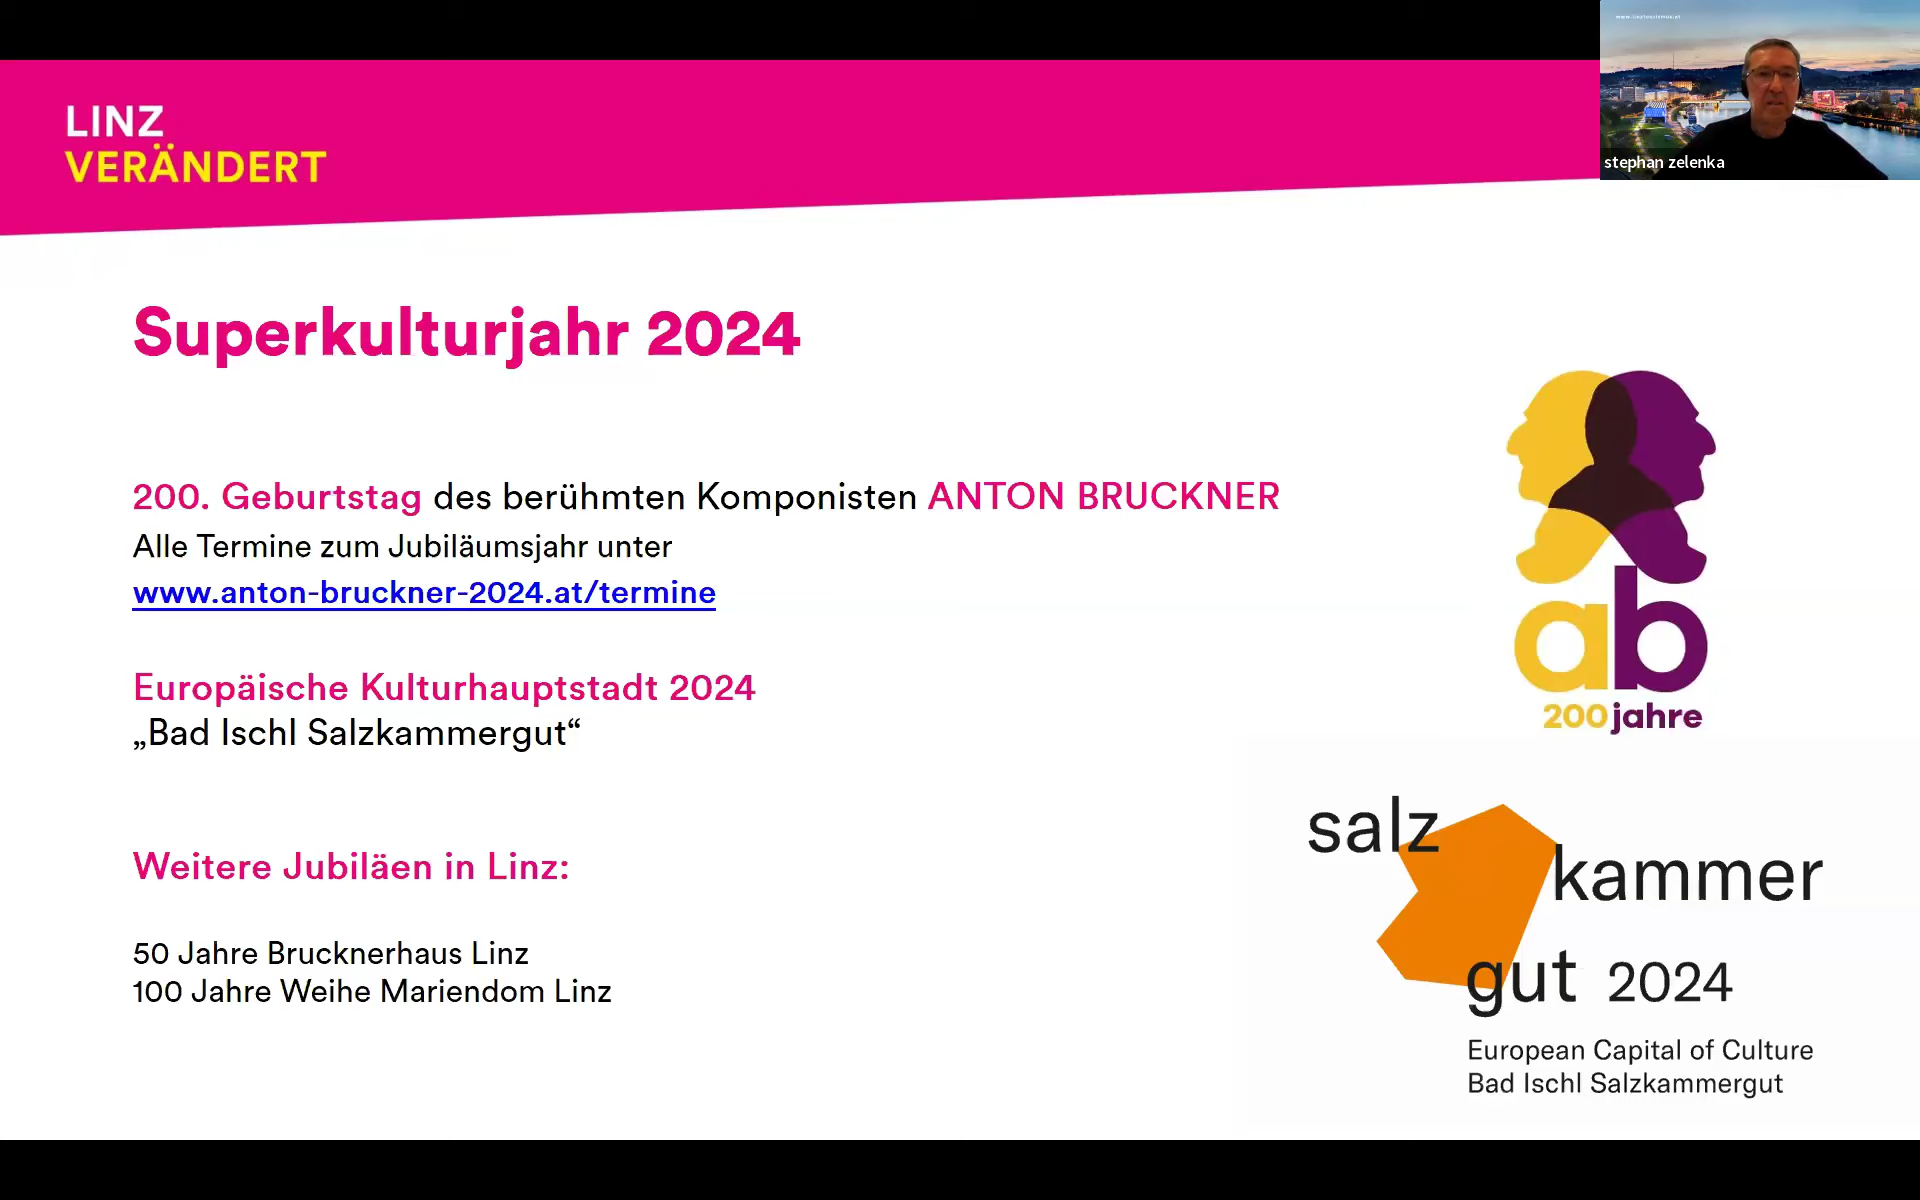 LINZ
VERÄNDERT
stephan zelenka
Superkulturjahr 2024
200. Geburtstag des berühmten Komponisten ANTON BRUCKNER
Alle Termine zum Jubiläumsjahr unter
www.anton-bruckner-2024.at/termine
Europäische Kulturhauptstadt 2024
„Bad Ischl Salzkammergut“
Weitere Jubiläen in Linz:
50 Jahre Brucknerhaus Linz
100 Jahre Weihe Mariendom Linz
ab
200 jahre
salz
kammer
gut 2024
European Capital of Culture
Bad Ischl Salzkammergut